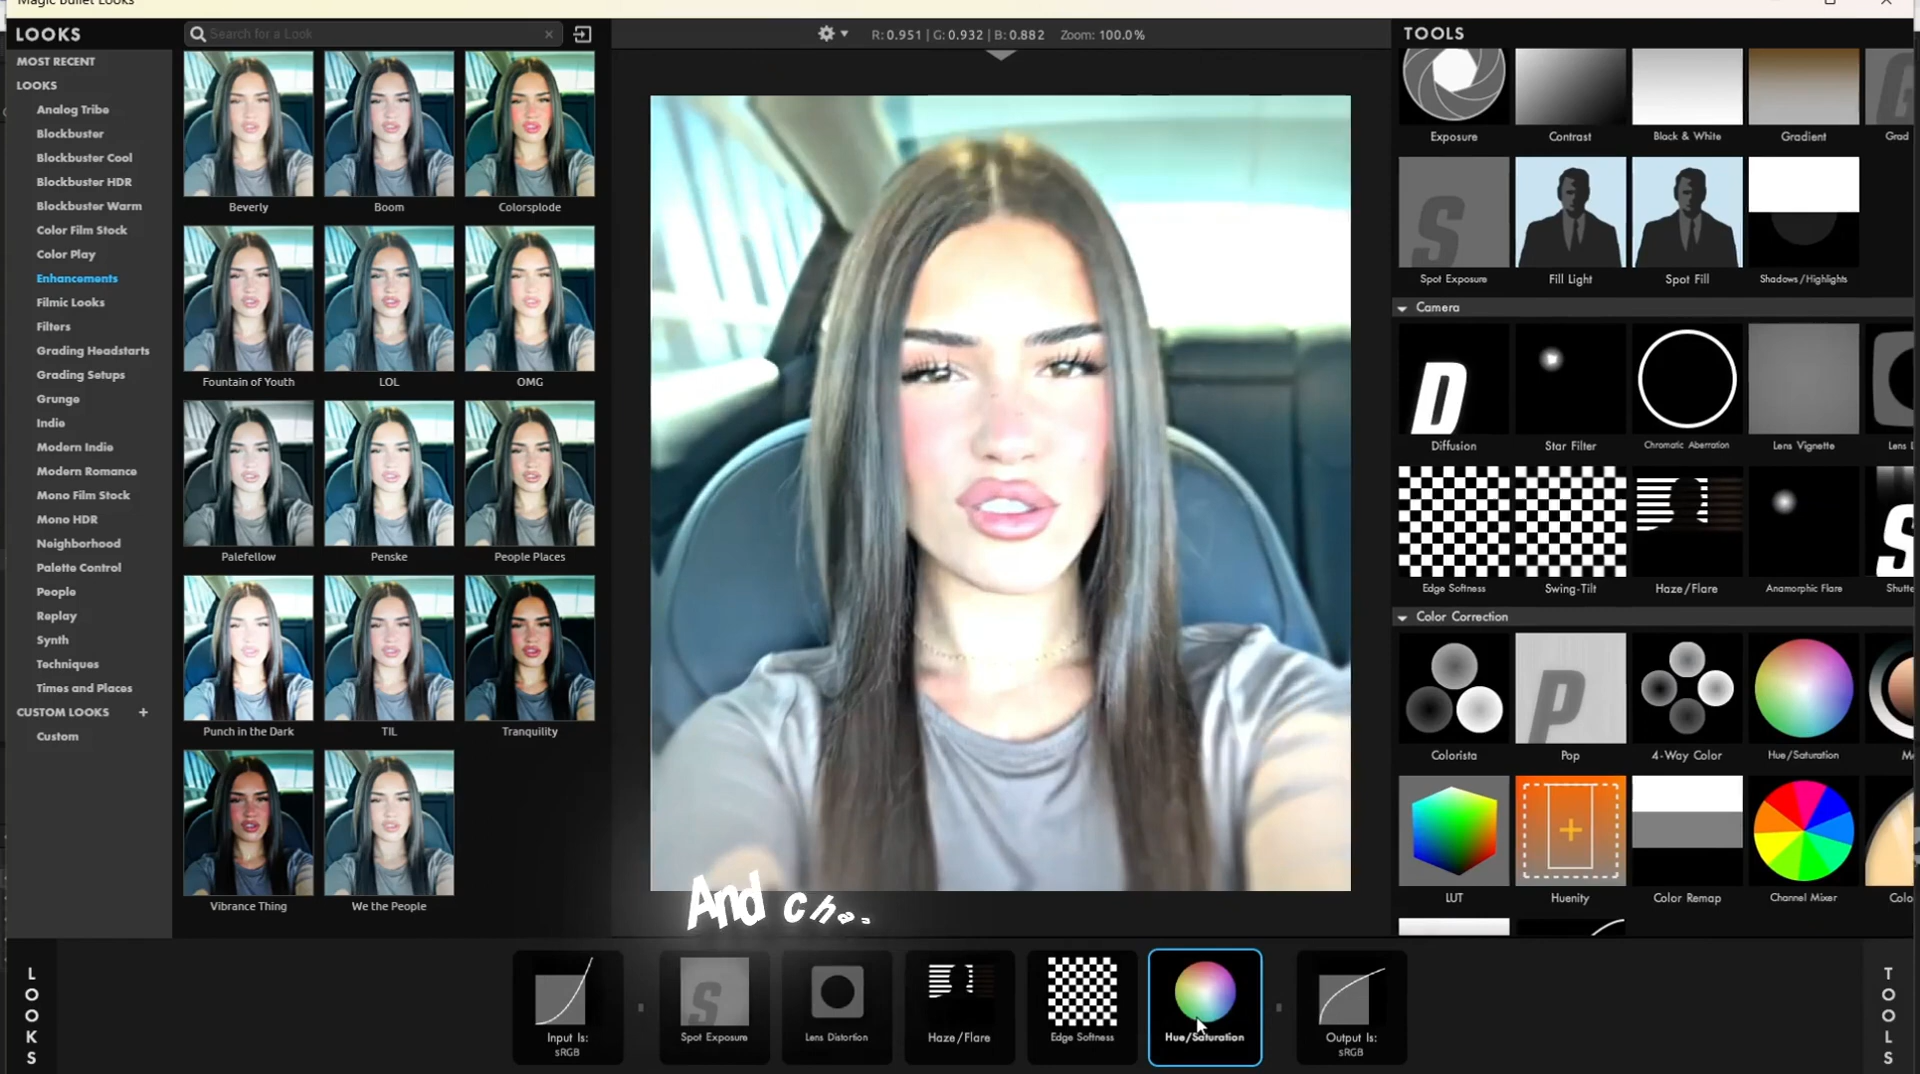 Magic Bullet Looks
LOOKS
Search for a Look
R:0.951 | G:0.932 | B:0.882 Zoom: 100.0%
TOOLS
MOST RECENT
LOOKS
Analog Tribe
Blockbuster
Blockbuster Cool
Blockbuster HDR
Blockbuster Warm
Color Film Stock
Color Play
Enhancements
Filmic Looks
Filters
Grading Headstarts
Grading Setups
Grunge
Indie
Modern Indie
Modern Romance
Mono Film Stock
Mono HDR
Neighborhood
Palette Control
People
Replay
Synth
Techniques
Times and Places
CUSTOM LOOKS +
Custom
Beverly Boom Colorsplode
Fountain of Youth LOL OMG
Palefellow Penske People Places
Punch in the Dark TIL Tranquility
Vibrance Thing We the People
Exposure Contrast Black & White Gradient Grad
S
Spot Exposure Fill Light Spot Fill Shadows/Highlights
Camera
D
Diffusion Star Filter Chromatic Aberration Lens Vignette Lens
S
Edge Softness Swing-Tilt Haze/Flare Anamorphic Flare Shutte
Color Correction
P
Colorista Pop 4-Way Color Hue/Saturation
LUT Huenity Color Remap Channel Mixer Colo
And cha
LOOKS
Input Is:
sRGB
S
Spot Exposure
Lens Distortion
Haze/Flare
Edge Softness
Hue/Saturation
Output Is:
sRGB
TOOLS